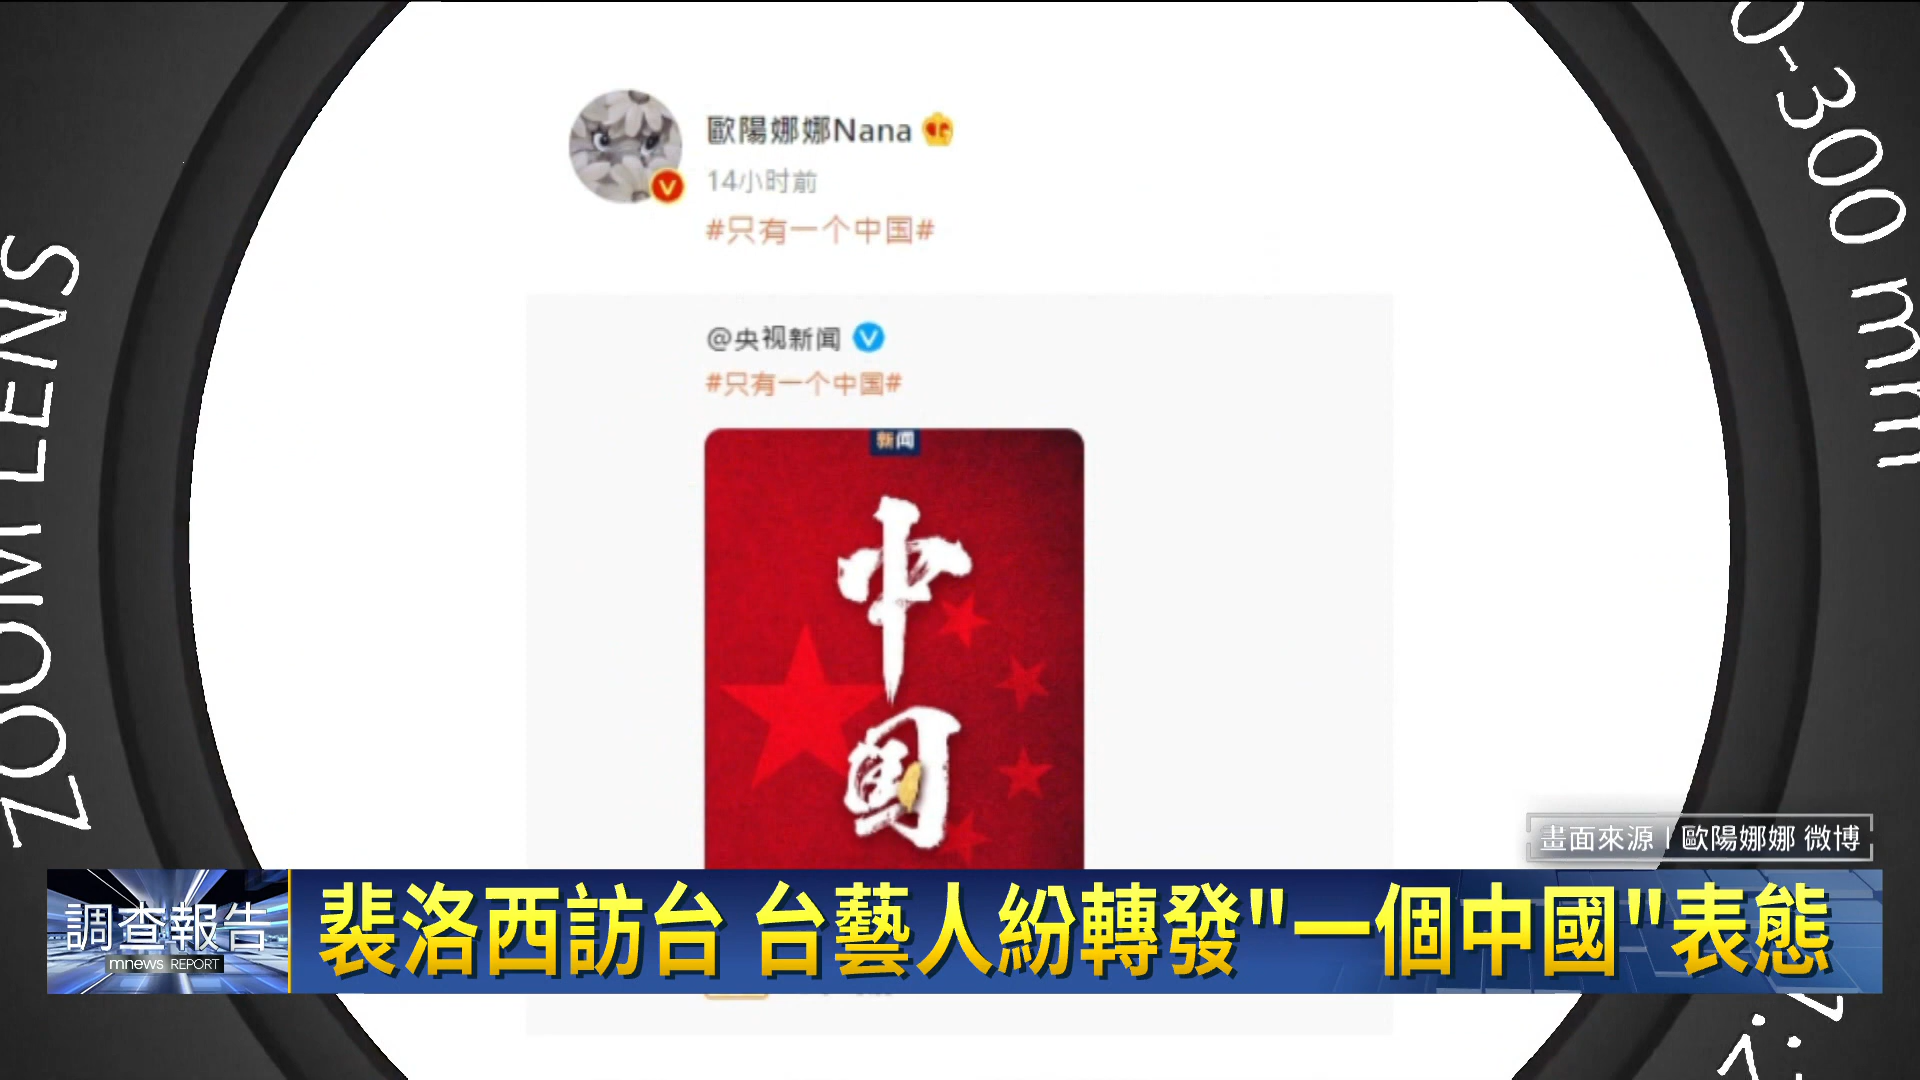 歐陽娜娜Nana
14小时前
#只有一个中国#
@央视新闻
#只有一个中国#
新闻
中国
ZOOM LENS
0-300 mm
畫面來源 | 歐陽娜娜 微博
調查報告
mnews REPORT
裴洛西訪台 台藝人紛轉發"一個中國"表態